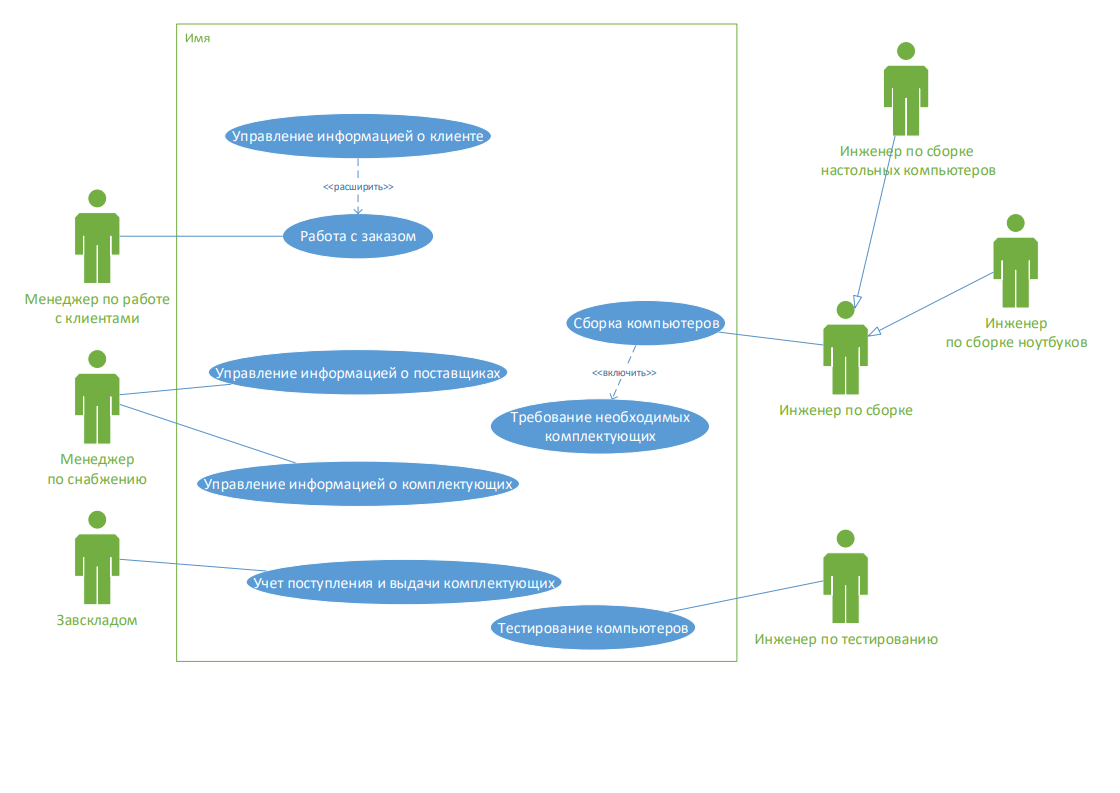 Имя
Управление информацией о клиенте
<<расширить>>
Работа с заказом
Менеджер по работе
с клиентами
Управление информацией о поставщиках
Менеджер
по снабжению
Управление информацией о комплектующих
Завскладом
Учет поступления и выдачи комплектующих
Тестирование компьютеров
Сборка компьютеров
<<включить>>
Требование необходимых
комплектующих
Инженер по сборке
настольных компьютеров
Инженер
по сборке ноутбуков
Инженер по сборке
Инженер по тестированию